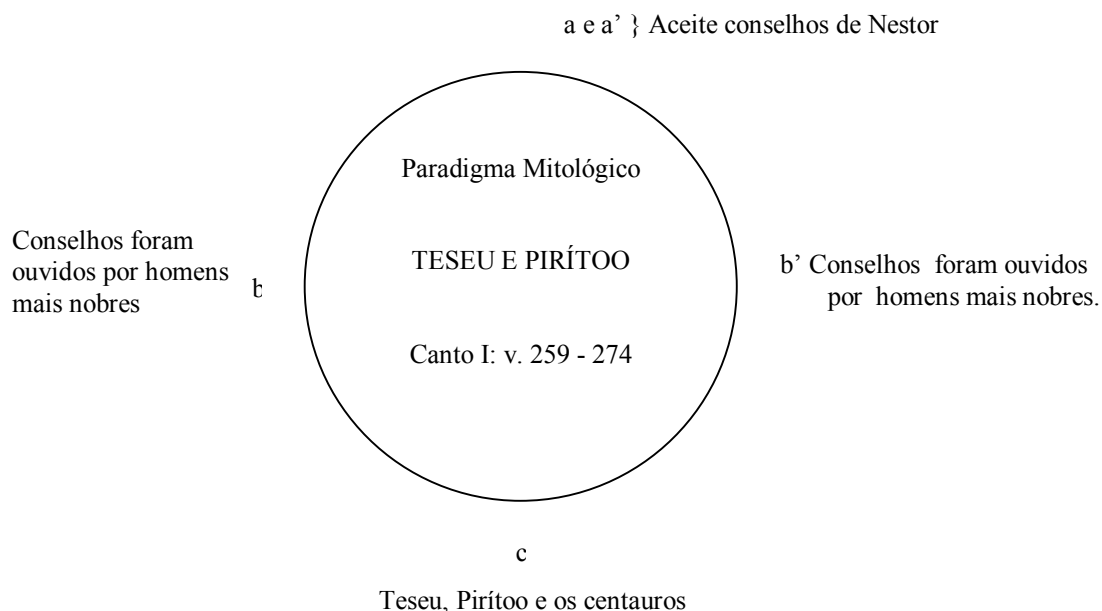 a e a’ } Aceite conselhos de Nestor
Paradigma Mitológico
TESEU E PIRÍTOO
Canto I: v. 259 - 274
Conselhos foram
ouvidos por homens
mais nobres
b
b’ Conselhos foram ouvidos
por homens mais nobres.
c
Teseu, Pirítoo e os centauros